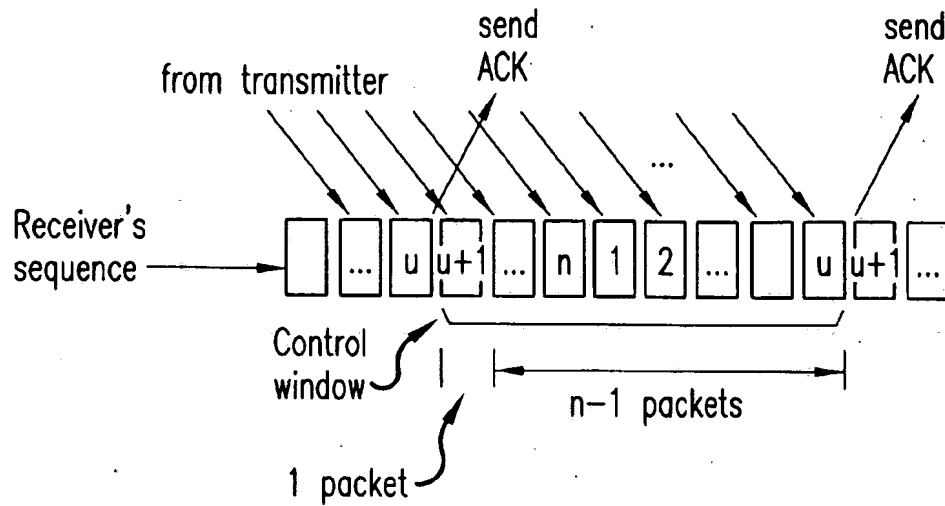 send
ACK
send
ACK
from transmitter
...
Receiver's
sequence
... u u+1 ... n 1 2 ... u u+1 ...
Control
window
n-1 packets
1 packet